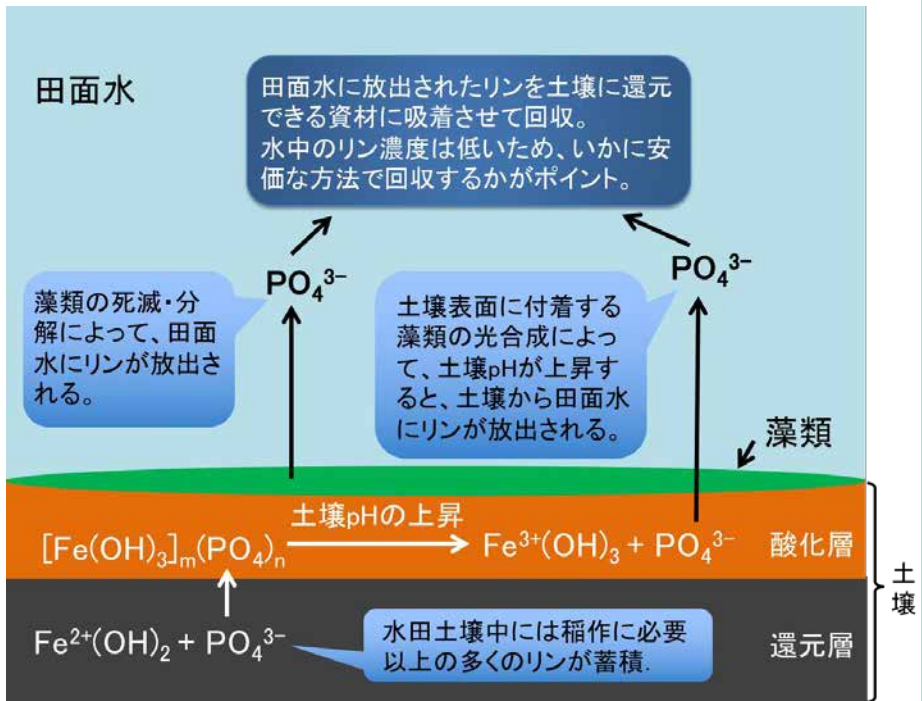 田面水
田面水に放出されたリンを土壌に還元
できる資材に吸着させて回収。
水中のリン濃度は低いため、いかに安
価な方法で回収するかがポイント。
PO₄³⁻
PO₄³⁻
藻類の死滅・分
解によって、田面
水にリンが放出さ
れる。
土壌表面に付着する
藻類の光合成によっ
て、土壌pHが上昇す
ると、土壌から田面水
にリンが放出される。
藻類
土壌pHの上昇
[Fe(OH)₃]ₘ(PO₄)ₙ
Fe³⁺(OH)₃ + PO₄³⁻
酸化層
土壌
Fe²⁺(OH)₂ + PO₄³⁻
水田土壌中には稲作に必要
以上の多くのリンが蓄積.
還元層